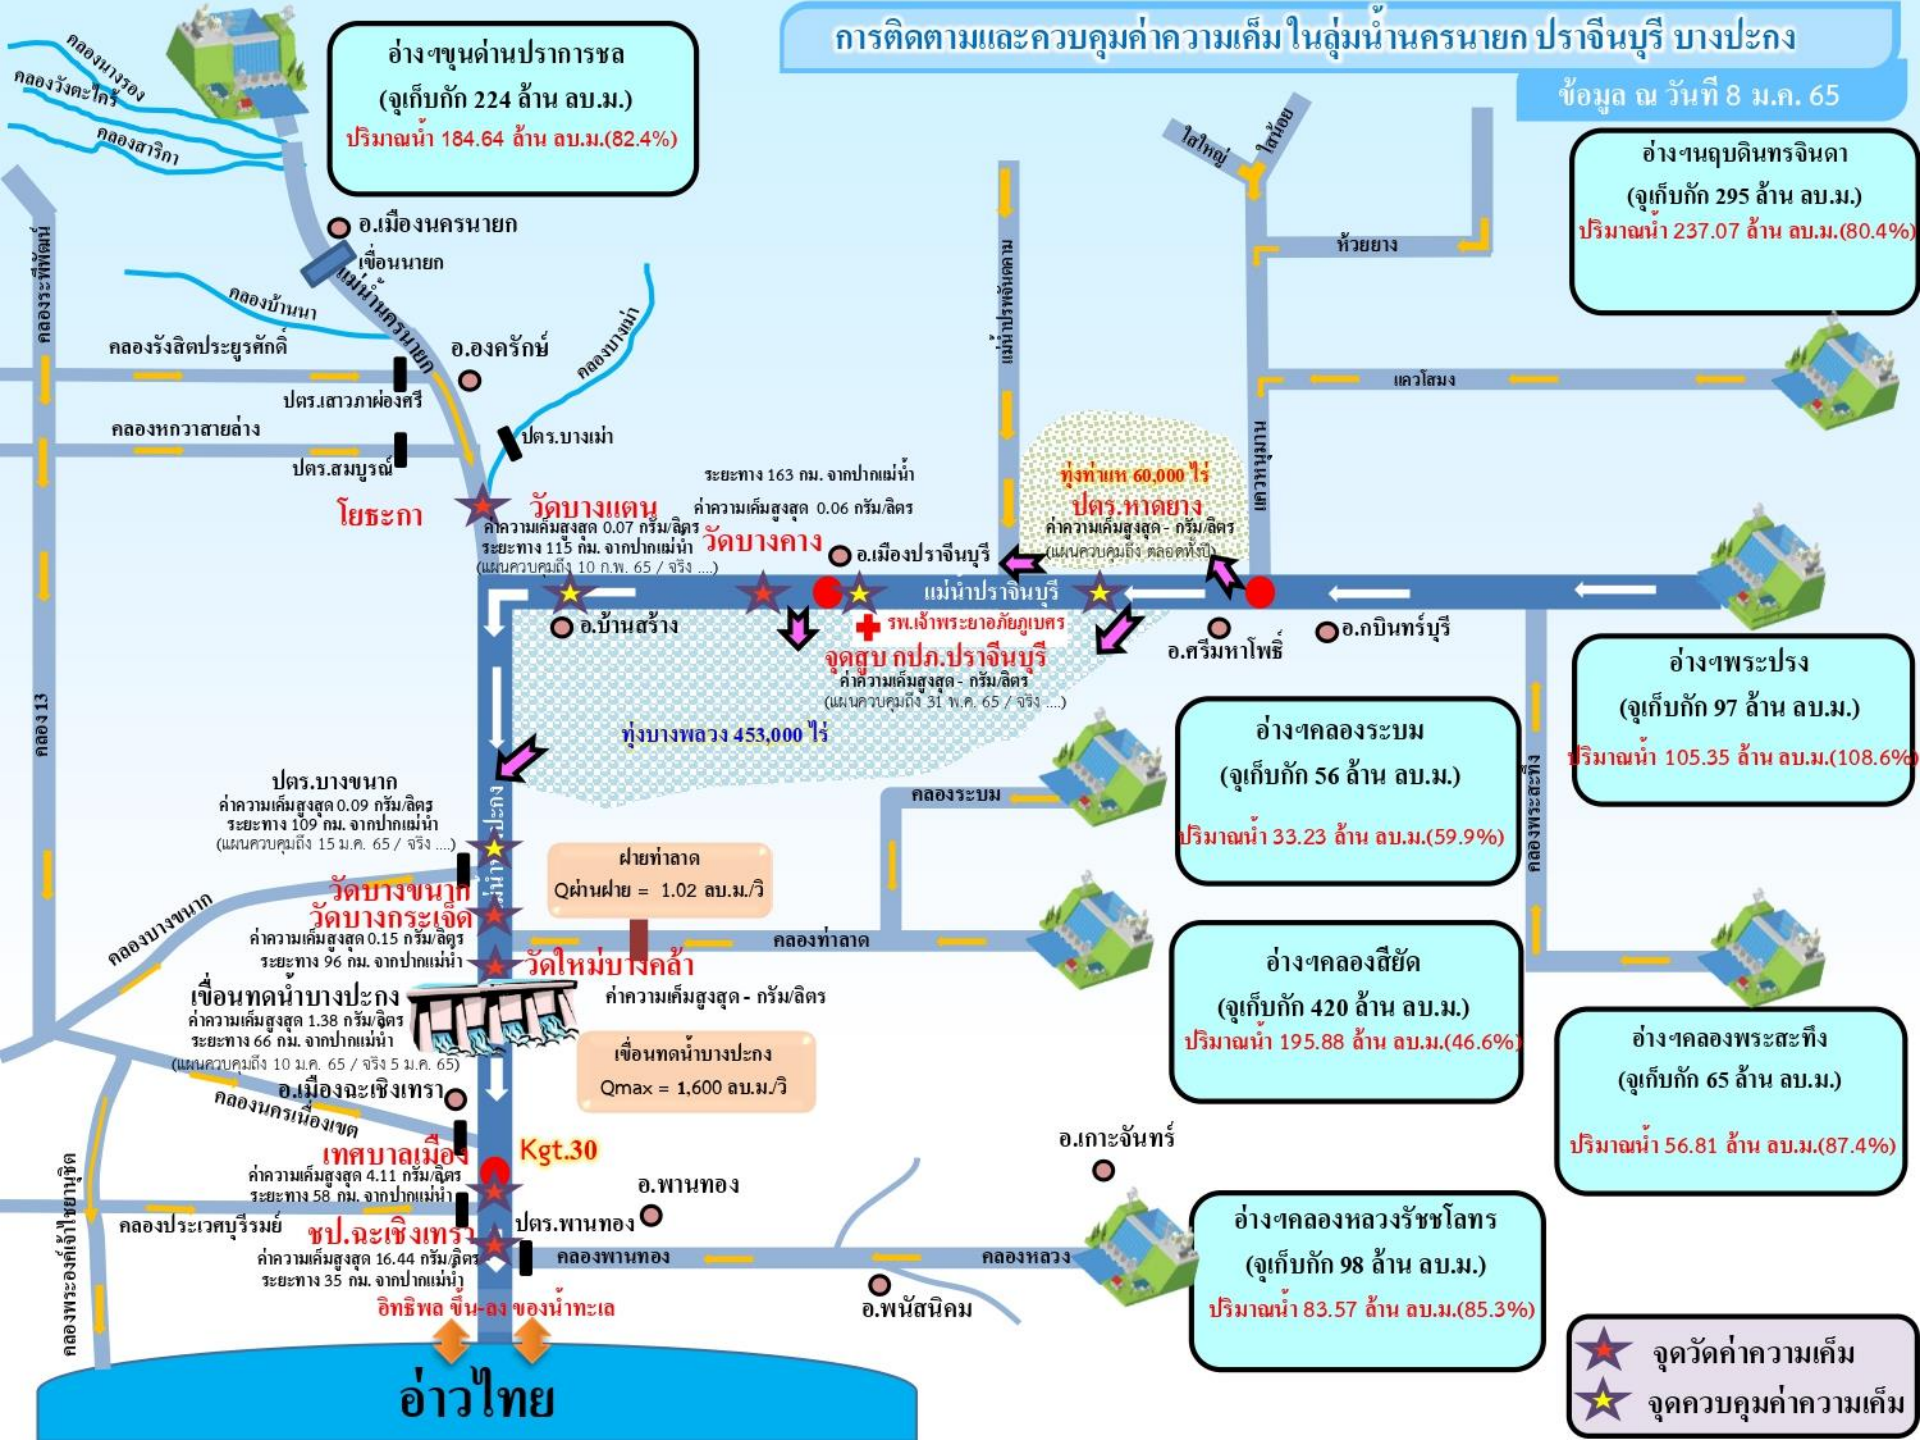 การติดตามและควบคุมค่าความเค็ม ในลุ่มน้ำนครนายก ปราจีนบุรี บางปะกง
ข้อมูล ณ วันที่ 8 ม.ค. 65
อ่างฯขุนด่านปราการชล
(จุเก็บกัก 224 ล้าน ลบ.ม.)
ปริมาณน้ำ 184.64 ล้าน ลบ.ม.(82.4%)
คลองนางรอง
คลองวังตะไคร้
คลองสาริกา
อ.เมืองนครนายก
เขื่อนนายก
แม่น้ำนครนายก
คลองบ้านนา
คลองระพีพัฒน์
คลองรังสิตประยูรศักดิ์
อ.องครักษ์
คลองบางเม่า
ปตร.เสาวภาผ่องศรี
คลองหกวาสายล่าง
ปตร.สมบูรณ์
ปตร.บางเม่า
ใสใหญ่
ใสน้อย
ห้วยยาง
แม่น้ำประจันตคาม
แควหนุมาน
แควโสมง
อ่างฯนฤบดินทรจินดา
(จุเก็บกัก 295 ล้าน ลบ.ม.)
ปริมาณน้ำ 237.07 ล้าน ลบ.ม.(80.4%)
โยธะกา
วัดบางแตน
ค่าความเค็มสูงสุด 0.07 กรัม/ลิตร
ระยะทาง 115 กม. จากปากแม่น้ำ
(แผนควบคุมถึง 10 ก.พ. 65 / จริง ....)
ระยะทาง 163 กม. จากปากแม่น้ำ
ค่าความเค็มสูงสุด 0.06 กรัม/ลิตร
วัดบางคาง
อ.เมืองปราจีนบุรี
ทุ่งท่าแห 60,000 ไร่
ปตร.หาดยาง
ค่าความเค็มสูงสุด - กรัม/ลิตร
(แผนควบคุมถึง ตลอดทั้งปี)
แม่น้ำปราจีนบุรี
อ.บ้านสร้าง
รพ.เจ้าพระยาอภัยภูเบศร
จุดสูบ กปภ.ปราจีนบุรี
ค่าความเค็มสูงสุด - กรัม/ลิตร
(แผนควบคุมถึง 31 พ.ค. 65 / จริง ....)
อ.ศรีมหาโพธิ์
อ.กบินทร์บุรี
ทุ่งบางพลวง 453,000 ไร่
อ่างฯพระปรง
(จุเก็บกัก 97 ล้าน ลบ.ม.)
ปริมาณน้ำ 105.35 ล้าน ลบ.ม.(108.6%)
คลอง 13
อ่างฯคลองระบม
(จุเก็บกัก 56 ล้าน ลบ.ม.)
ปริมาณน้ำ 33.23 ล้าน ลบ.ม.(59.9%)
คลองพระสะทึง
คลองระบม
ปตร.บางขนาก
ค่าความเค็มสูงสุด 0.09 กรัม/ลิตร
ระยะทาง 109 กม. จากปากแม่น้ำ
(แผนควบคุมถึง 15 ม.ค. 65 / จริง ....)
ฝายท่าลาด
Qผ่านฝาย = 1.02 ลบ.ม./วิ
วัดบางขนาก
วัดบางกระเจ็ด
ค่าความเค็มสูงสุด 0.15 กรัม/ลิตร
ระยะทาง 96 กม. จากปากแม่น้ำ
คลองบางขนาก
คลองท่าลาด
วัดใหม่บางคล้า
ค่าความเค็มสูงสุด - กรัม/ลิตร
อ่างฯคลองสียัด
(จุเก็บกัก 420 ล้าน ลบ.ม.)
ปริมาณน้ำ 195.88 ล้าน ลบ.ม.(46.6%)
เขื่อนทดน้ำบางปะกง
ค่าความเค็มสูงสุด 1.38 กรัม/ลิตร
ระยะทาง 66 กม. จากปากแม่น้ำ
(แผนควบคุมถึง 10 ม.ค. 65 / จริง 5 ม.ค. 65)
เขื่อนทดน้ำบางปะกง
Qmax = 1,600 ลบ.ม./วิ
อ่างฯคลองพระสะทึง
(จุเก็บกัก 65 ล้าน ลบ.ม.)
ปริมาณน้ำ 56.81 ล้าน ลบ.ม.(87.4%)
อ.เมืองฉะเชิงเทรา
คลองนครเนื่องเขต
เทศบาลเมือง
ค่าความเค็มสูงสุด 4.11 กรัม/ลิตร
ระยะทาง 58 กม. จากปากแม่น้ำ
Kgt.30
อ.เกาะจันทร์
อ.พานทอง
คลองพระองค์เจ้าไชยานุชิต
คลองประเวศบุรีรมย์
ชป.ฉะเชิงเทรา
ค่าความเค็มสูงสุด 16.44 กรัม/ลิตร
ระยะทาง 35 กม. จากปากแม่น้ำ
ปตร.พานทอง
คลองพานทอง
คลองหลวง
อ.พนัสนิคม
อ่างฯคลองหลวงรัชชโลทร
(จุเก็บกัก 98 ล้าน ลบ.ม.)
ปริมาณน้ำ 83.57 ล้าน ลบ.ม.(85.3%)
อิทธิพล ขึ้น-ลง ของน้ำทะเล
อ่าวไทย
จุดวัดค่าความเค็ม
จุดควบคุมค่าความเค็ม